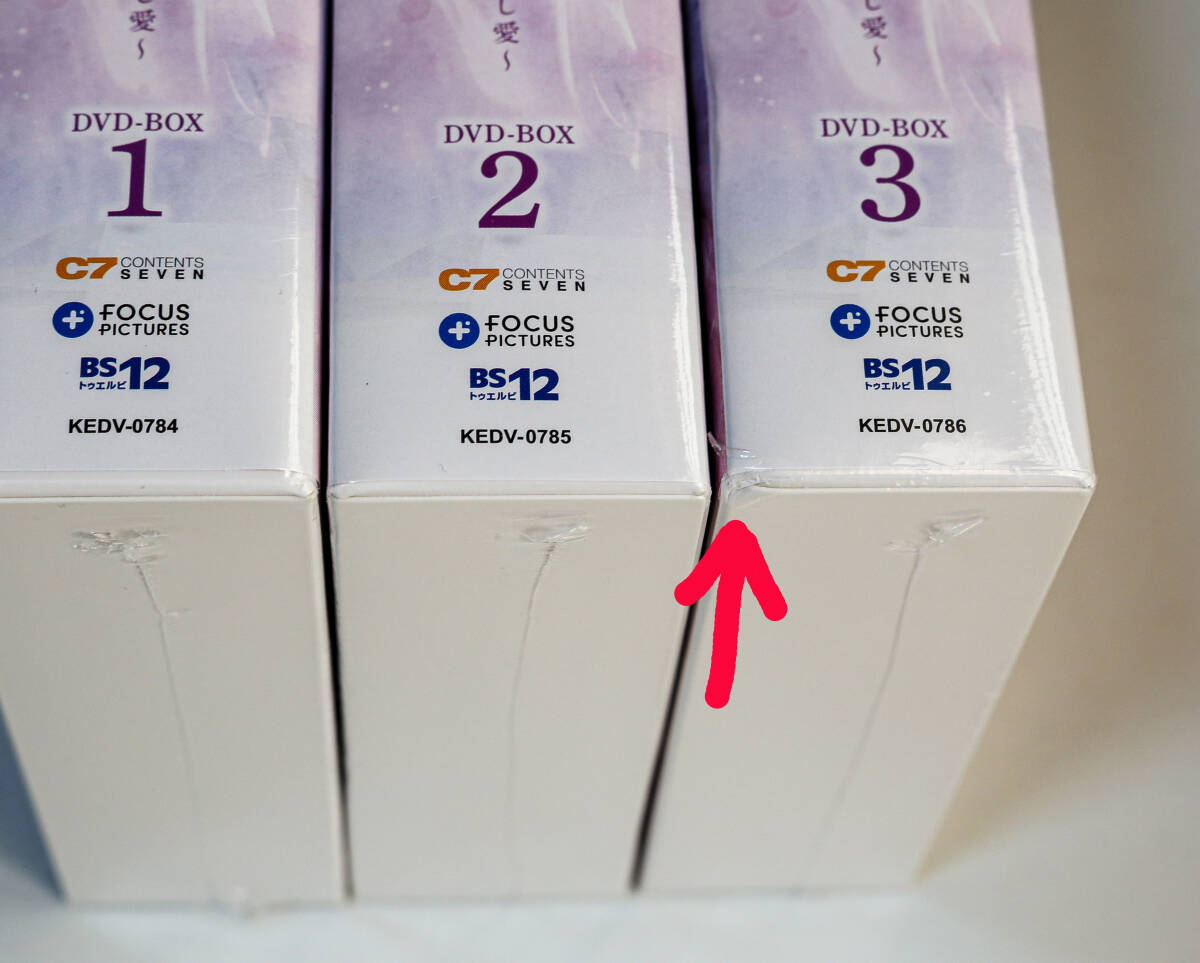 愛～
DVD-BOX
1
C7 CONTENTS SEVEN
FOCUS PICTURES
BS12
トゥエルビ
KEDV-0784
し愛～
DVD-BOX
2
C7 CONTENTS SEVEN
FOCUS PICTURES
BS12
トゥエルビ
KEDV-0785
し愛～
DVD-BOX
3
C7 CONTENTS SEVEN
FOCUS PICTURES
BS12
トゥエルビ
KEDV-0786